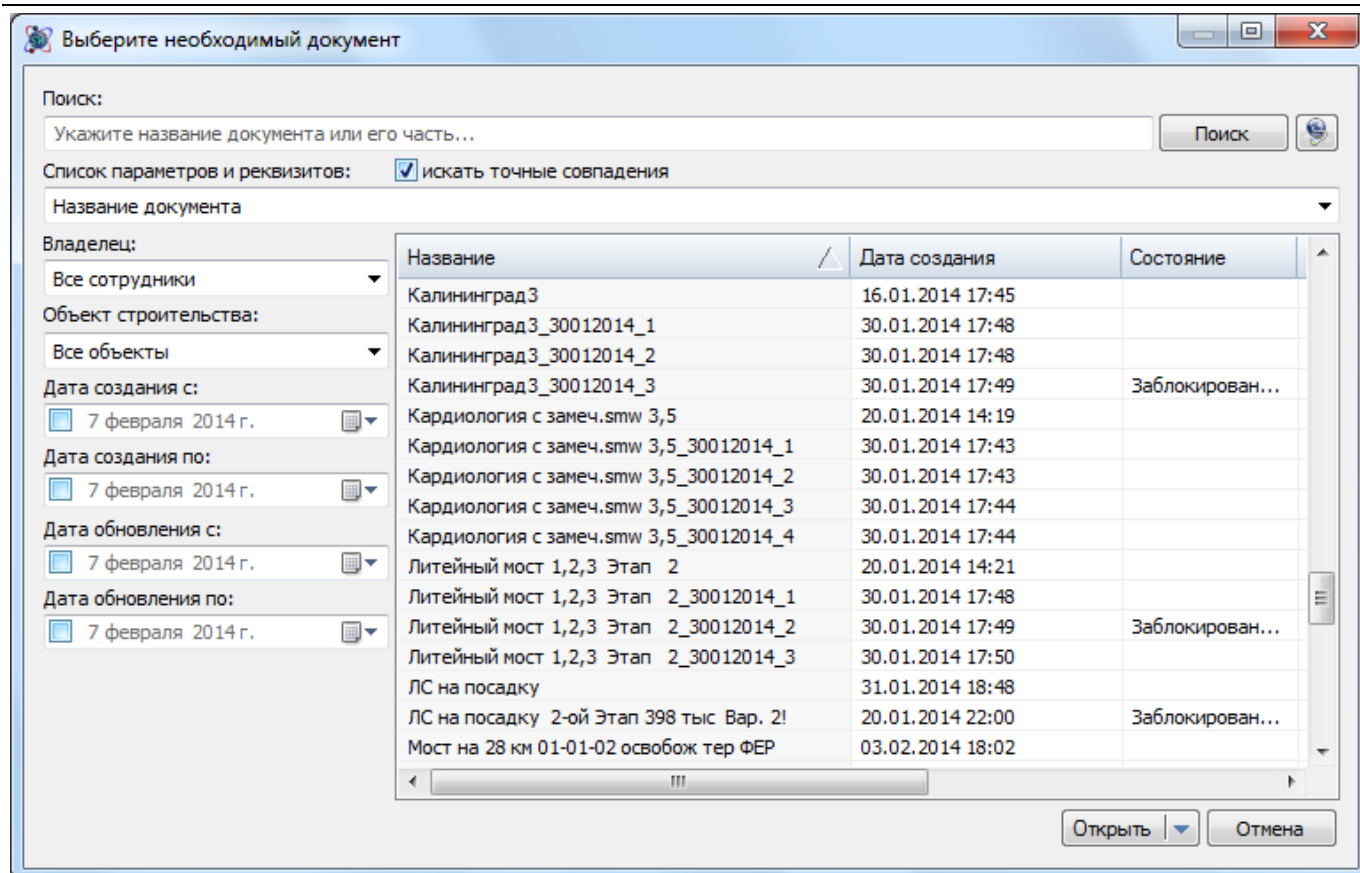 Выберите необходимый документ
Поиск:
Укажите название документа или его часть...
Поиск
Список параметров и реквизитов:
искать точные совпадения
Название документа
Владелец:
Все сотрудники
Объект строительства:
Все объекты
Дата создания с:
7 февраля 2014 г.
Дата создания по:
7 февраля 2014 г.
Дата обновления с:
7 февраля 2014 г.
Дата обновления по:
7 февраля 2014 г.
Название Дата создания Состояние
Калининград3 16.01.2014 17:45
Калининград3_30012014_1 30.01.2014 17:48
Калининград3_30012014_2 30.01.2014 17:48
Калининград3_30012014_3 30.01.2014 17:49 Заблокирован...
Кардиология с замеч.smw 3,5 20.01.2014 14:19
Кардиология с замеч.smw 3,5_30012014_1 30.01.2014 17:43
Кардиология с замеч.smw 3,5_30012014_2 30.01.2014 17:43
Кардиология с замеч.smw 3,5_30012014_3 30.01.2014 17:44
Кардиология с замеч.smw 3,5_30012014_4 30.01.2014 17:44
Литейный мост 1,2,3 Этап 2 20.01.2014 14:21
Литейный мост 1,2,3 Этап 2_30012014_1 30.01.2014 17:48
Литейный мост 1,2,3 Этап 2_30012014_2 30.01.2014 17:49 Заблокирован...
Литейный мост 1,2,3 Этап 2_30012014_3 30.01.2014 17:50
ЛС на посадку 31.01.2014 18:48
ЛС на посадку 2-ой Этап 398 тыс Вар. 2! 20.01.2014 22:00 Заблокирован...
Мост на 28 км 01-01-02 освобож тер ФЕР 03.02.2014 18:02
Открыть
Отмена